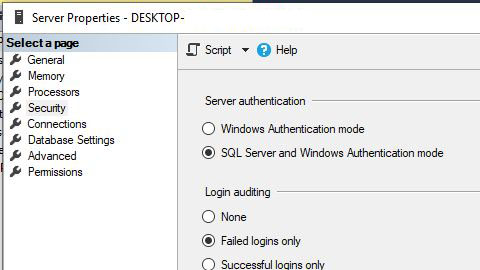 Server Properties - DESKTOP-
Select a page
General
Memory
Processors
Security
Connections
Database Settings
Advanced
Permissions
Script
Help
Server authentication
Windows Authentication mode
SQL Server and Windows Authentication mode
Login auditing
None
Failed logins only
Successful logins only